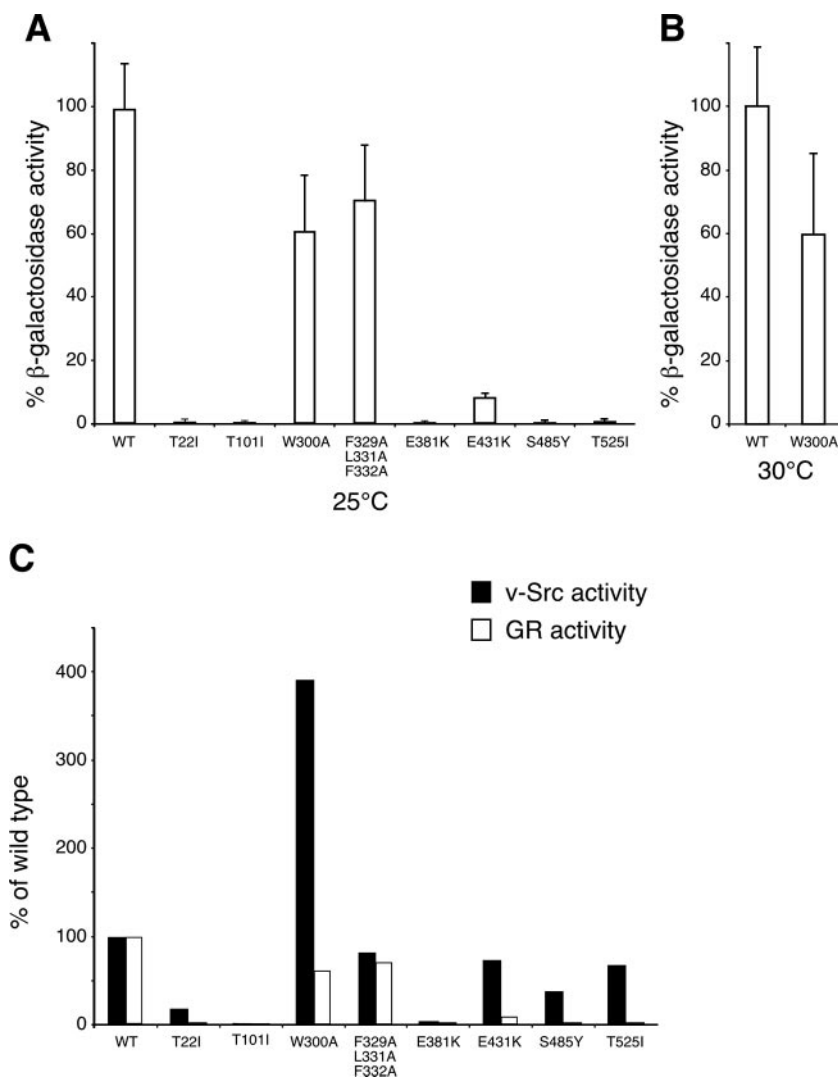 A
% β-galactosidase activity
100
80
60
40
20
0
WT T22I T101I W300A F329A E381K E431K S485Y T525I
L331A
F332A
25°C
B
% β-galactosidase activity
100
80
60
40
20
0
WT W300A
30°C
C
v-Src activity
GR activity
% of wild type
400
300
200
100
0
WT T22I T101I W300A F329A E381K E431K S485Y T525I
L331A
F332A